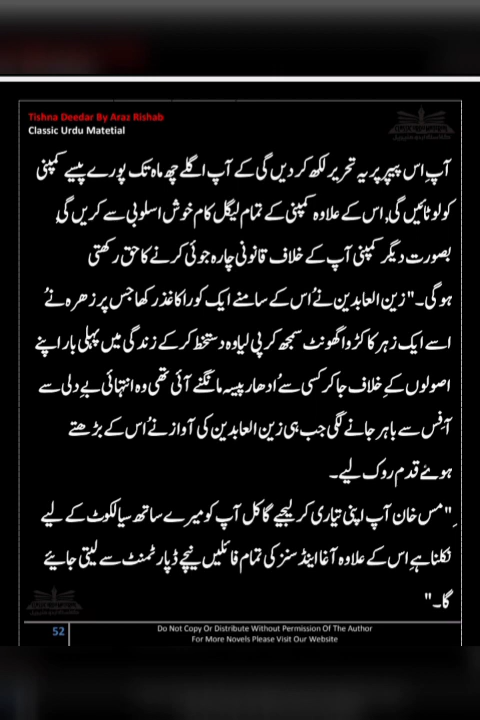 Tishna Deedar By Araz Rishab
Classic Urdu Matetial
آپ اِس پیپر پر یہ تحریر لکھ کر دیں گی کے آپ اگلے چھ ماہ تک پورے پیسے کمپنی
کو لوٹائیں گی، اِس کے علاوہ کمپنی کے تمام لیگل کام خوش اسلوبی سے کریں گی،
بصورت دیگر کمپنی آپ کے خلاف قانونی چارہ جوئی کرنے کا حق رکھتی
ہو گی۔" زین العابدین نےُ اس کے سامنے ایک کورا کاغذ رکھا جس پر زھرہ نےُ
اسے ایک زہر کا کڑوا گھونٹ سمجھ کر پی لیا وہ دستخط کر کے زندگی میں پہلی بار اپنے
اصولوں کےِ خلاف جا کر کسی سےُ ادھار پیسہ مانگنے آئی تھی وہ انتہائی بےِ دلی سے
آفس سے باہر جانے لگی جب ہی زین العابدین کی آواز نےُ اس کے بڑھتے
ہوئے قدم روک لیے۔
ِ"مس خان آپ اپنی تیاری کر لیجیے گا کل آپ کو میرے ساتھ سیالکوٹ کے لیے
نکلنا ہےِ اس کے علاوہ آغا اینڈ سنز کی تمام فائلیں نیچے ڈپارٹمنٹ سے لیتی جائیے
گا۔"
52
Do Not Copy Or Distribute Without Permission Of The Author
For More Novels Please Visit Our Website